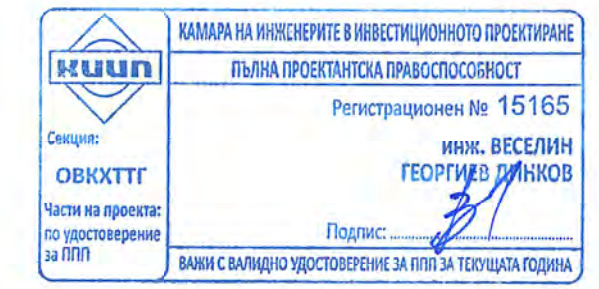 КАМАРА НА ИНЖЕНЕРИТЕ В ИНВЕСТИЦИОННОТО ПРОЕКТИРАНЕ
КИИП
ПЪЛНА ПРОЕКТАНТСКА ПРАВОСПОСОБНОСТ
Регистрационен № 15165
Секция:
ОВКХТТГ
инж. ВЕСЕЛИН
ГЕОРГИЕВ ДИНКОВ
Части на проекта:
по удостоверение
за ППП
Подпис:
ВАЖИ С ВАЛИДНО УДОСТОВЕРЕНИЕ ЗА ППП ЗА ТЕКУЩАТА ГОДИНА